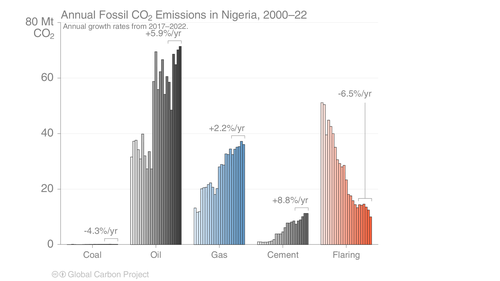 Annual Fossil CO₂ Emissions in Nigeria, 2000–22
80 Mt
CO₂
Annual growth rates from 2017–2022.
+5.9%/yr
-6.5%/yr
60
+2.2%/yr
40
+8.8%/yr
20
-4.3%/yr
0
Coal Oil Gas Cement Flaring
Global Carbon Project